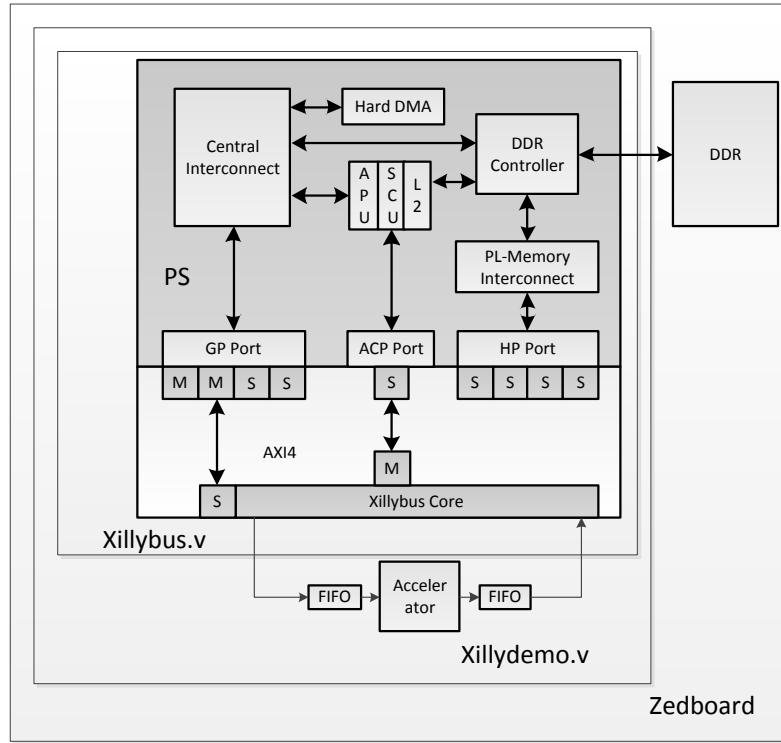 Hard DMA
Central
Interconnect
DDR
Controller
DDR
A
P
U
S
C
U
L
2
PL-Memory
Interconnect
PS
GP Port
ACP Port
HP Port
M M S S
S
S S S S
AXI4
M
S
Xillybus Core
Xillybus.v
FIFO
Acceler
ator
FIFO
Xillydemo.v
Zedboard